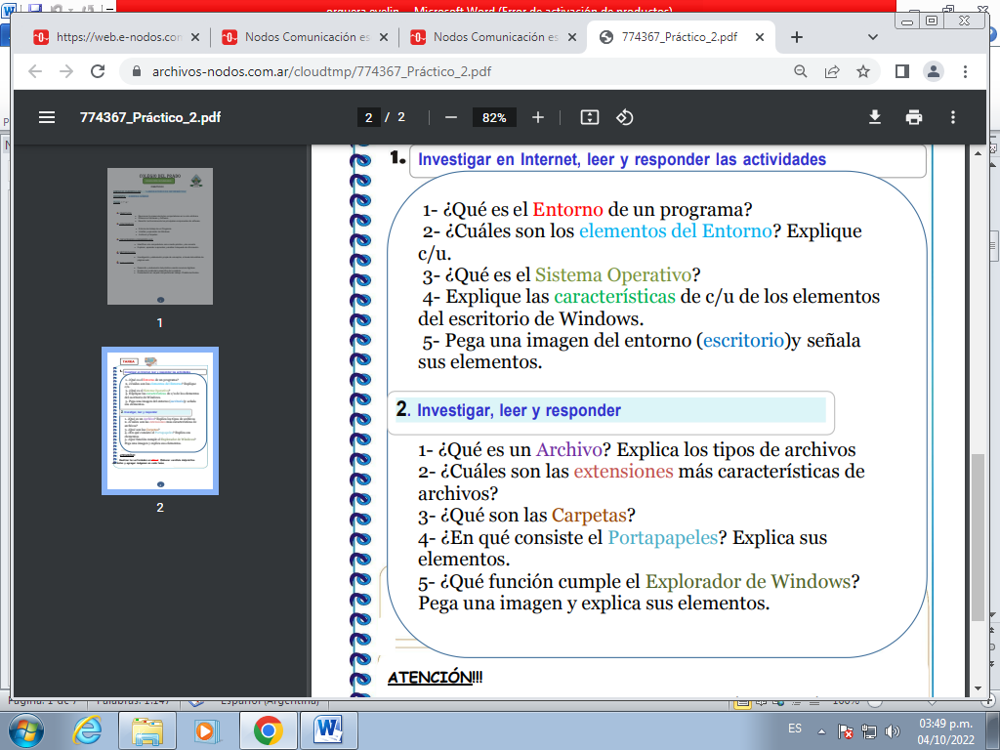 orquera evelin - Microsoft Word (Error de activación de productos)
https://web.e-nodos.con
Nodos Comunicación es
Nodos Comunicación es
774367_Práctico_2.pdf
archivos-nodos.com.ar/cloudtmp/774367_Práctico_2.pdf
774367_Práctico_2.pdf
2 / 2
82%
1
2
1. Investigar en Internet, leer y responder las actividades
1- ¿Qué es el Entorno de un programa?
2- ¿Cuáles son los elementos del Entorno? Explique
c/u.
3- ¿Qué es el Sistema Operativo?
4- Explique las características de c/u de los elementos
del escritorio de Windows.
5- Pega una imagen del entorno (escritorio)y señala
sus elementos.
2. Investigar, leer y responder
1- ¿Qué es un Archivo? Explica los tipos de archivos
2- ¿Cuáles son las extensiones más características de
archivos?
3- ¿Qué son las Carpetas?
4- ¿En qué consiste el Portapapeles? Explica sus
elementos.
5- ¿Qué función cumple el Explorador de Windows?
Pega una imagen y explica sus elementos.
ATENCIÓN!!!
Página: 1 de 7
Palabras: 1.147
Español (Argentina)
100%
ES
03:49 p.m.
04/10/2022